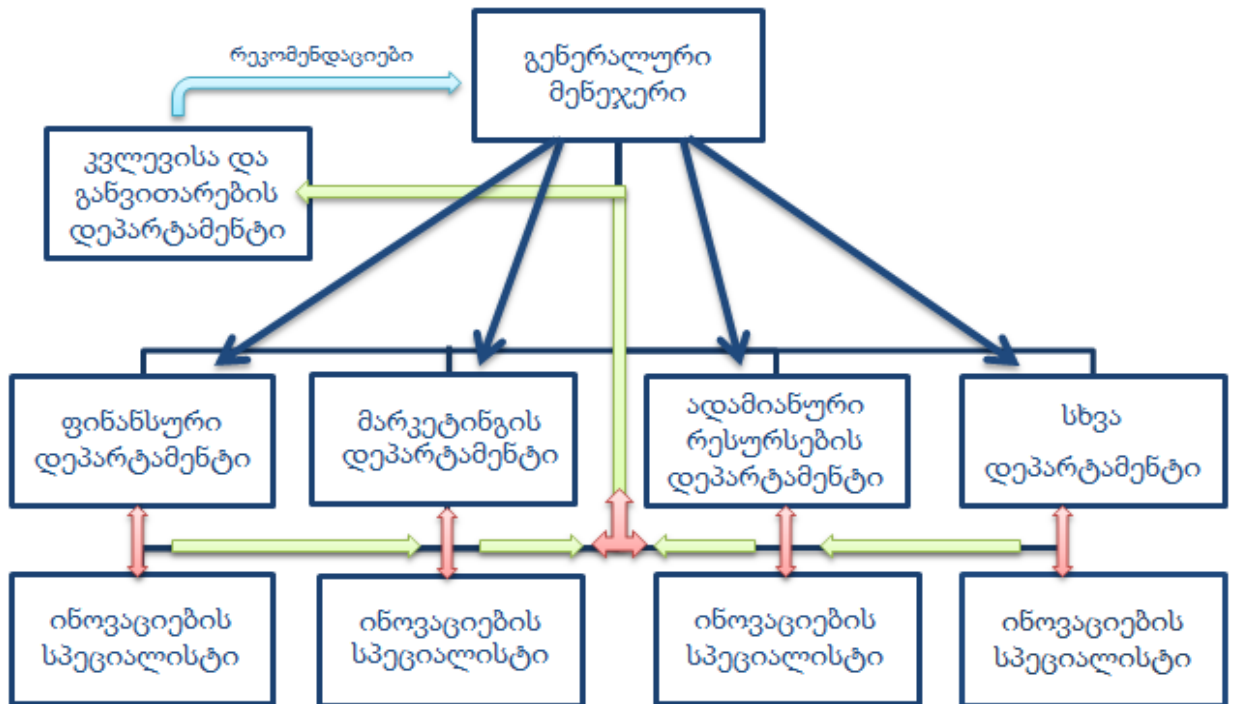 რეკომენდაციები
გენერალური
მენეჯერი
კვლევისა და
განვითარების
დეპარტამენტი
ფინანსური
დეპარტამენტი
მარკეტინგის
დეპარტამენტი
ადამიანური
რესურსების
დეპარტამენტი
სხვა
დეპარტამენტი
ინოვაციების
სპეციალისტი
ინოვაციების
სპეციალისტი
ინოვაციების
სპეციალისტი
ინოვაციების
სპეციალისტი